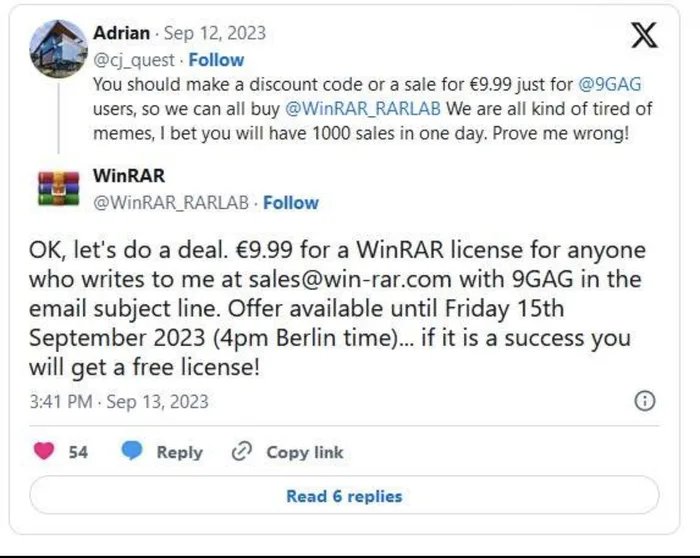 Adrian · Sep 12, 2023
@cj_quest · Follow
You should make a discount code or a sale for €9.99 just for @9GAG
users, so we can all buy @WinRAR_RARLAB We are all kind of tired of
memes, I bet you will have 1000 sales in one day. Prove me wrong!
WinRAR
@WinRAR_RARLAB · Follow
OK, let's do a deal. €9.99 for a WinRAR license for anyone
who writes to me at sales@win-rar.com with 9GAG in the
email subject line. Offer available until Friday 15th
September 2023 (4pm Berlin time)... if it is a success you
will get a free license!
3:41 PM · Sep 13, 2023
54 Reply Copy link
Read 6 replies